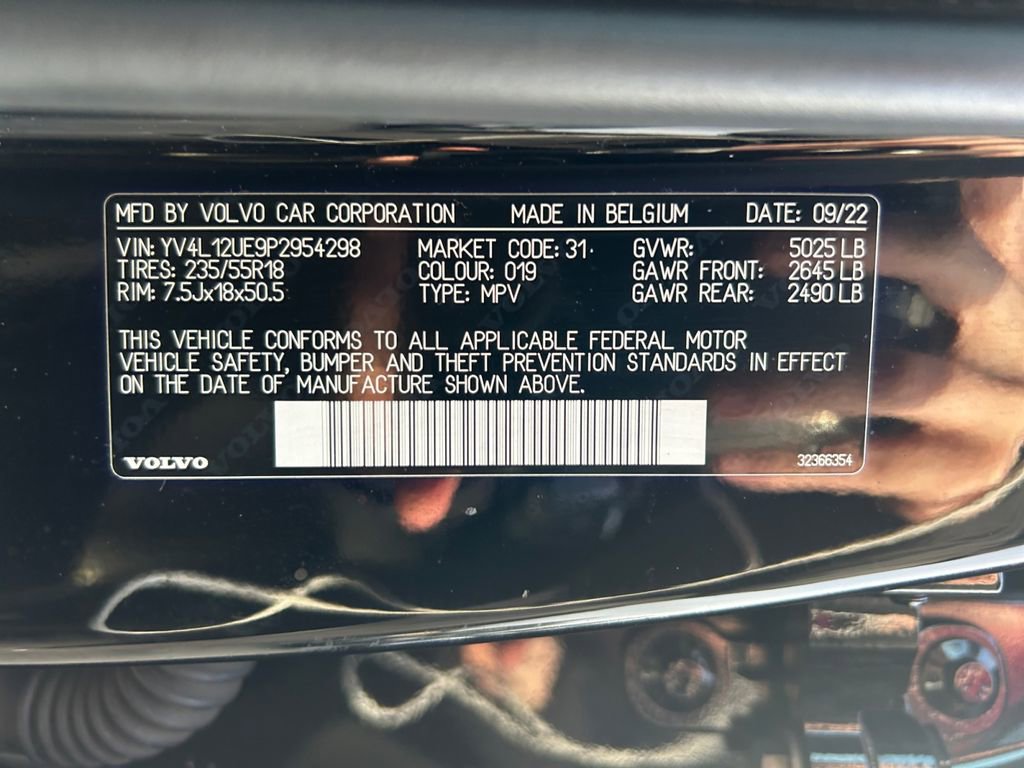 MFD BY VOLVO CAR CORPORATION MADE IN BELGIUM DATE: 09/22
VIN: YV4L12UE9P2954298 MARKET CODE: 31 GVWR: 5025 LB
TIRES: 235/55R18 COLOUR: 019 GAWR FRONT: 2645 LB
RIM: 7.5Jx18x50.5 TYPE: MPV GAWR REAR: 2490 LB
THIS VEHICLE CONFORMS TO ALL APPLICABLE FEDERAL MOTOR
VEHICLE SAFETY, BUMPER AND THEFT PREVENTION STANDARDS IN EFFECT
ON THE DATE OF MANUFACTURE SHOWN ABOVE.
VOLVO 32366354